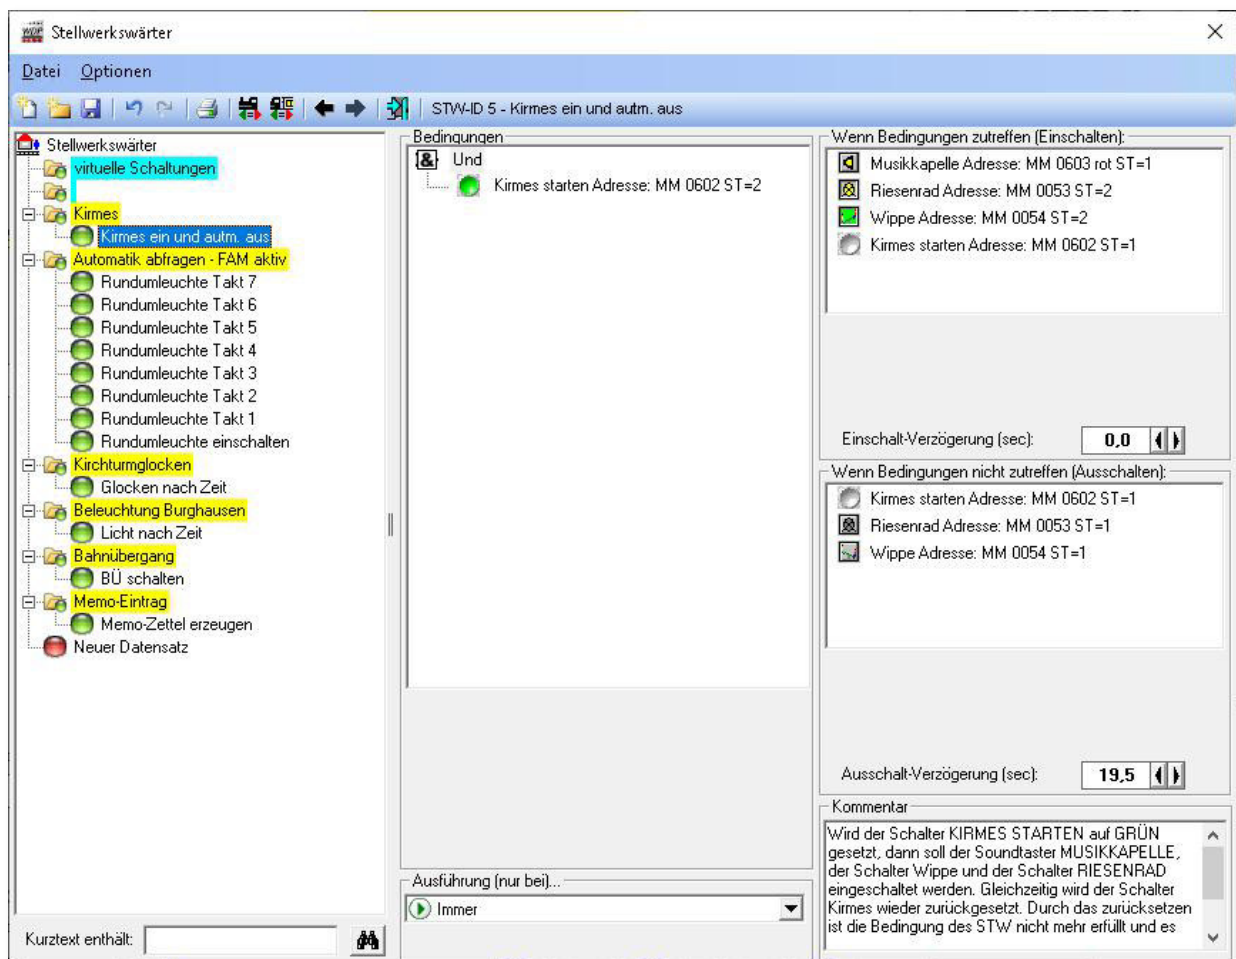 Stellwerkswärter
Datei Optionen
STW-ID 5 - Kirmes ein und autm. aus
Stellwerkswärter
virtuelle Schaltungen
Kirmes
Kirmes ein und autm. aus
Automatik abfragen - FAM aktiv
Rundumleuchte Takt 7
Rundumleuchte Takt 6
Rundumleuchte Takt 5
Rundumleuchte Takt 4
Rundumleuchte Takt 3
Rundumleuchte Takt 2
Rundumleuchte Takt 1
Rundumleuchte einschalten
Kirchturmglocken
Glocken nach Zeit
Beleuchtung Burghausen
Licht nach Zeit
Bahnübergang
BÜ schalten
Memo-Eintrag
Memo-Zettel erzeugen
Neuer Datensatz
Kurztext enthält:
Bedingungen
& Und
Kirmes starten Adresse: MM 0602 ST=2
Ausführung (nur bei)...
Immer
Wenn Bedingungen zutreffen (Einschalten):
Musikkapelle Adresse: MM 0603 rot ST=1
Riesenrad Adresse: MM 0053 ST=2
Wippe Adresse: MM 0054 ST=2
Kirmes starten Adresse: MM 0602 ST=1
Einschalt-Verzögerung (sec): 0,0
Wenn Bedingungen nicht zutreffen (Ausschalten):
Kirmes starten Adresse: MM 0602 ST=1
Riesenrad Adresse: MM 0053 ST=1
Wippe Adresse: MM 0054 ST=1
Ausschalt-Verzögerung (sec): 19,5
Kommentar
Wird der Schalter KIRMES STARTEN auf GRÜN
gesetzt, dann soll der Soundtaster MUSIKKAPELLE,
der Schalter Wippe und der Schalter RIESENRAD
eingeschaltet werden. Gleichzeitig wird der Schalter
Kirmes wieder zurückgesetzt. Durch das zurücksetzen
ist die Bedingung des STW nicht mehr erfüllt und es